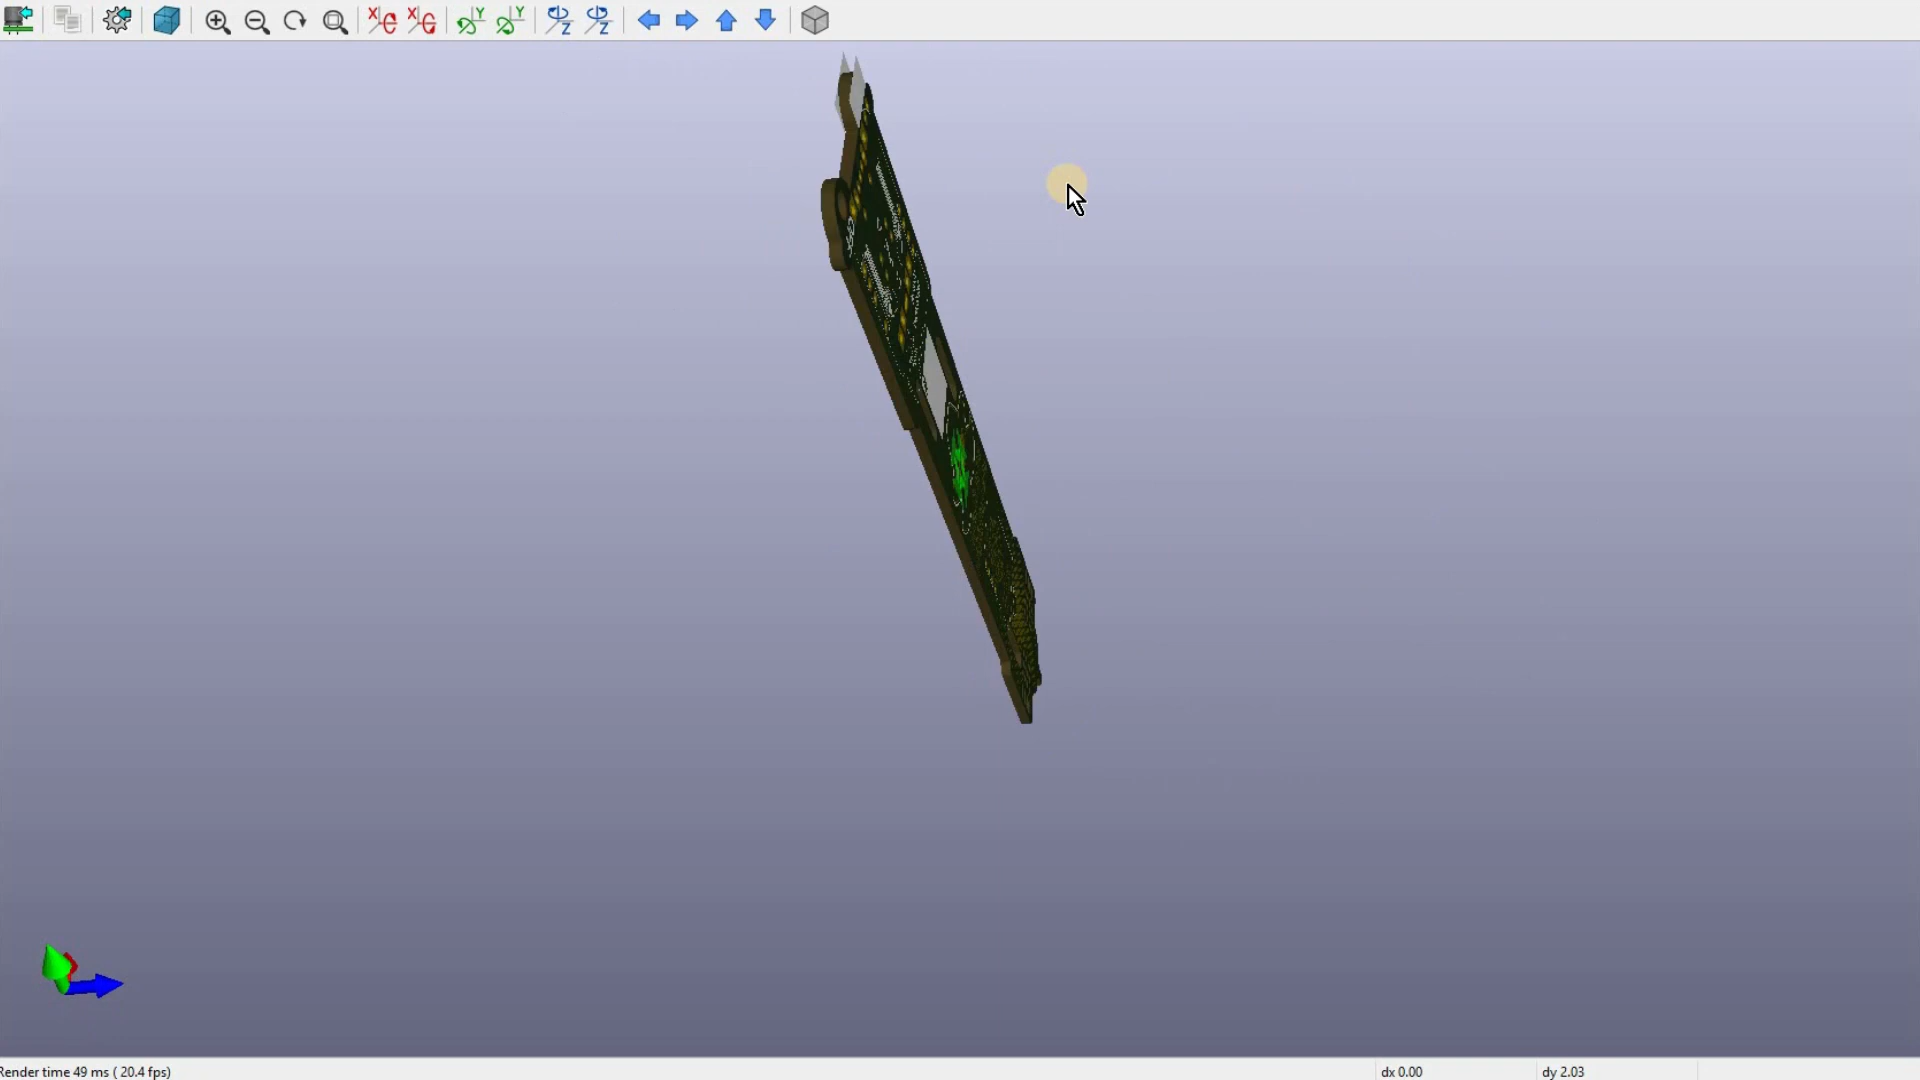 X
X
Y
Y
Z
Z
Render time 49 ms ( 20.4 fps)
dx 0.00
dy 2.03